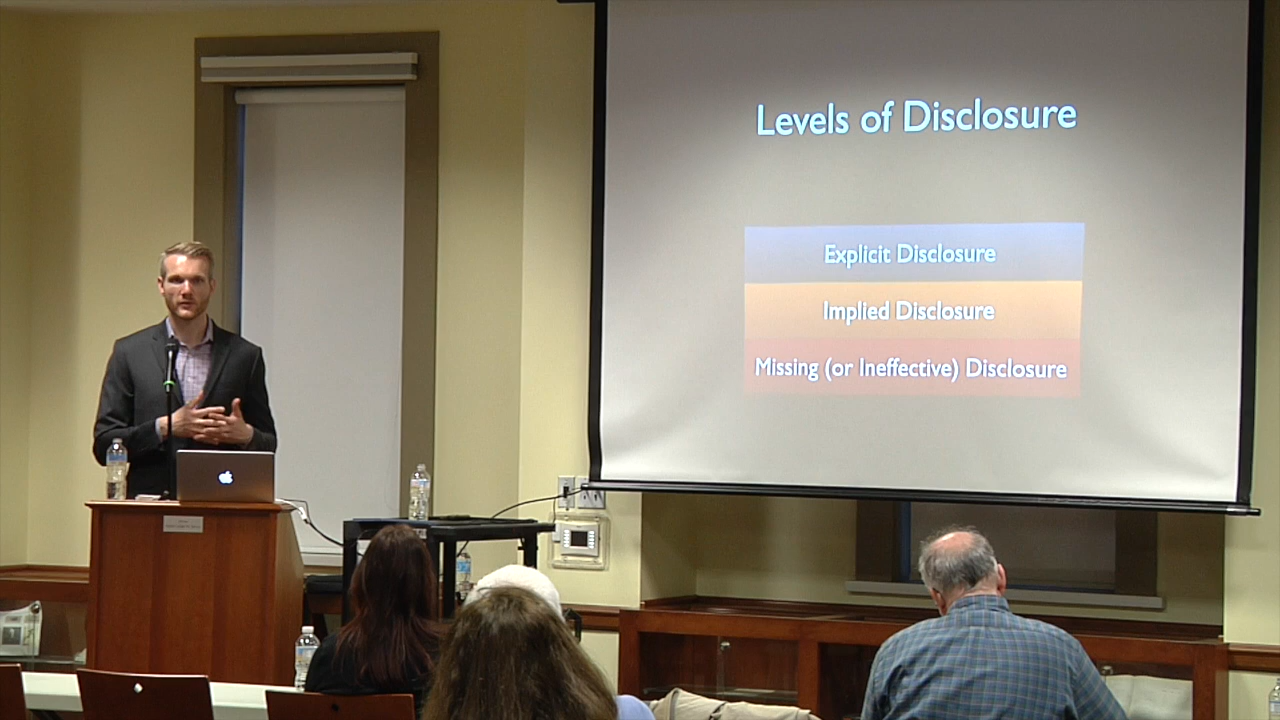 Levels of Disclosure
Explicit Disclosure
Implied Disclosure
Missing (or Ineffective) Disclosure